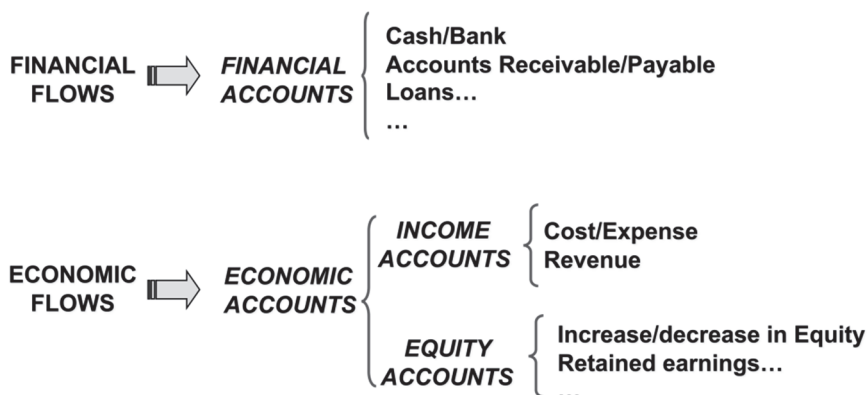 FINANCIAL
FLOWS
FINANCIAL
ACCOUNTS
Cash/Bank
Accounts Receivable/Payable
Loans…
…
ECONOMIC
FLOWS
ECONOMIC
ACCOUNTS
INCOME
ACCOUNTS
Cost/Expense
Revenue
EQUITY
ACCOUNTS
Increase/decrease in Equity
Retained earnings…
…